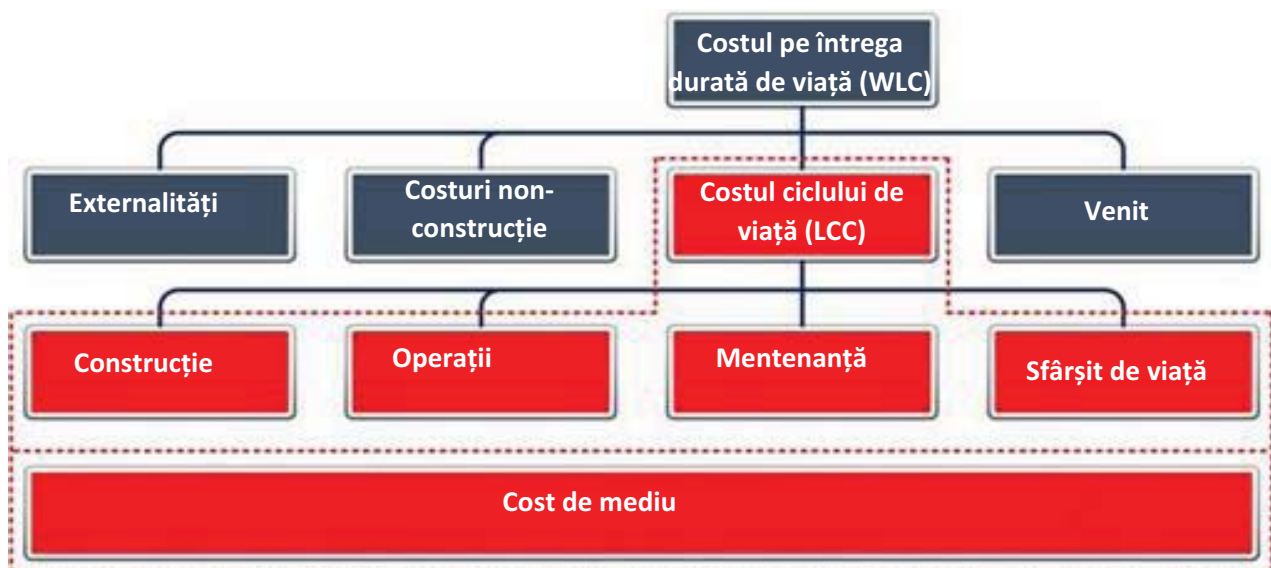 Costul pe întrega
durată de viață (WLC)
Externalități
Costuri non-
construcție
Costul ciclului de
viață (LCC)
Venit
Construcție
Operații
Mentenanță
Sfârșit de viață
Cost de mediu